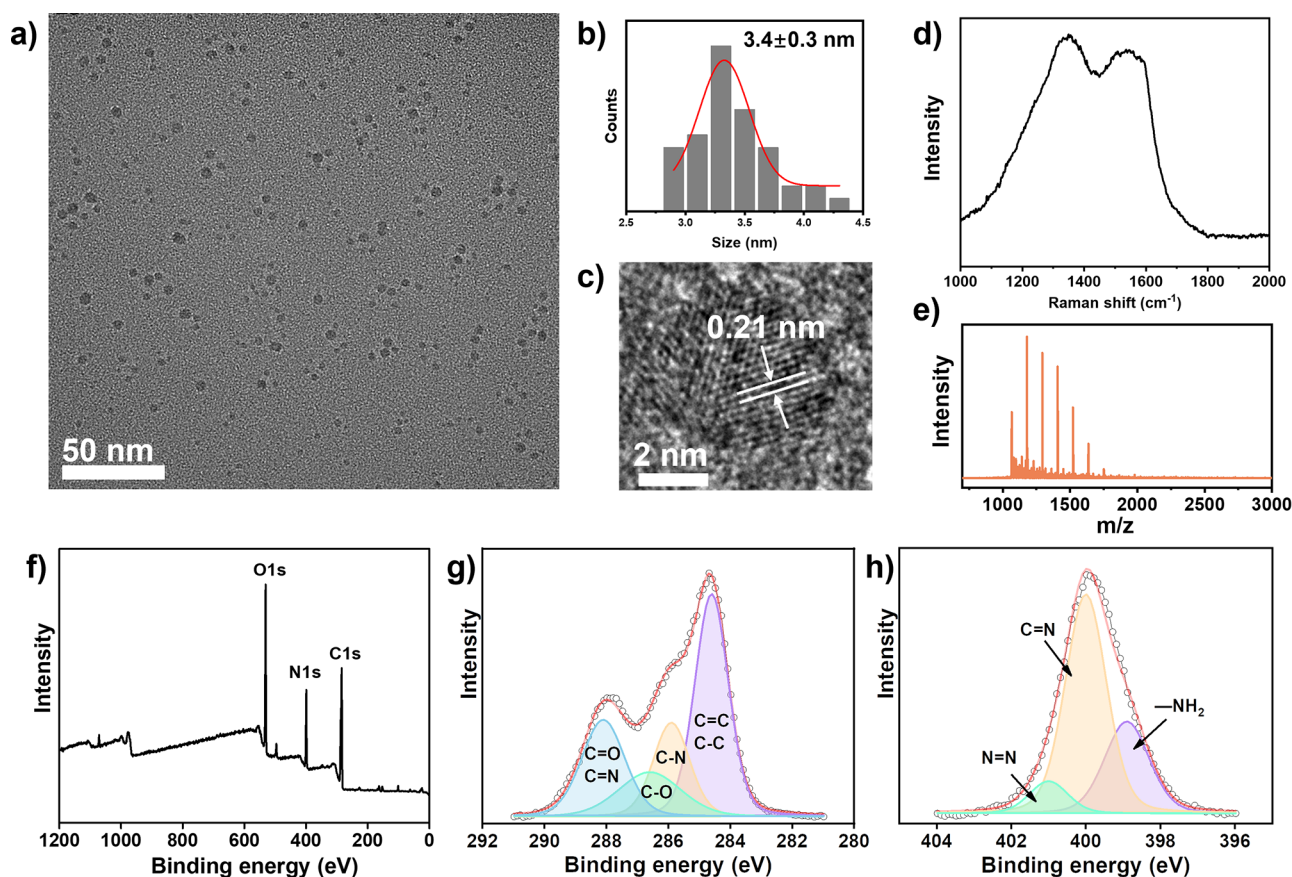 a)
50 nm
b)
3.4±0.3 nm
Counts
2.5 3.0 3.5 4.0 4.5
Size (nm)
c)
0.21 nm
2 nm
d)
Intensity
1000 1200 1400 1600 1800 2000
Raman shift (cm⁻¹)
e)
Intensity
1000 1500 2000 2500 3000
m/z
f)
Intensity
O1s
N1s
C1s
1200 1000 800 600 400 200 0
Binding energy (eV)
g)
Intensity
C=O
C=N
C-O
C-N
C=C
C-C
292 290 288 286 284 282 280
Binding energy (eV)
h)
Intensity
C=N
N=N
—NH₂
404 402 400 398 396
Binding energy (eV)